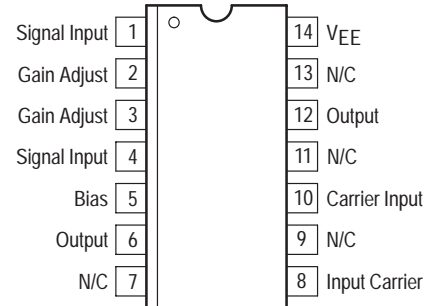 Signal Input 1 14 VEE
Gain Adjust 2 13 N/C
Gain Adjust 3 12 Output
Signal Input 4 11 N/C
Bias 5 10 Carrier Input
Output 6 9 N/C
N/C 7 8 Input Carrier